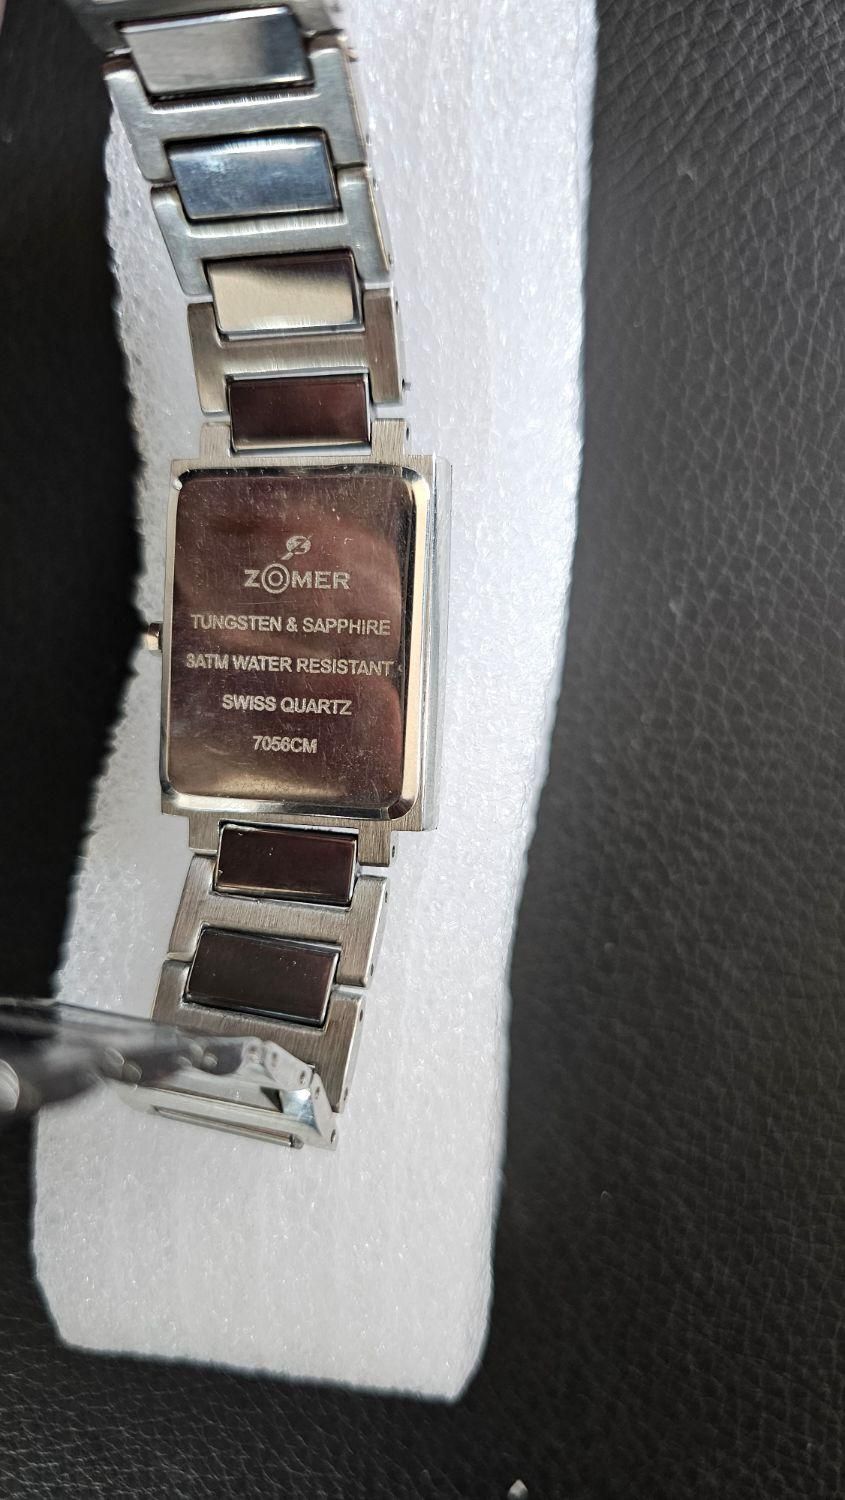 ZOMER
TUNGSTEN & SAPPHIRE
3ATM WATER RESISTANT
SWISS QUARTZ
7056CM